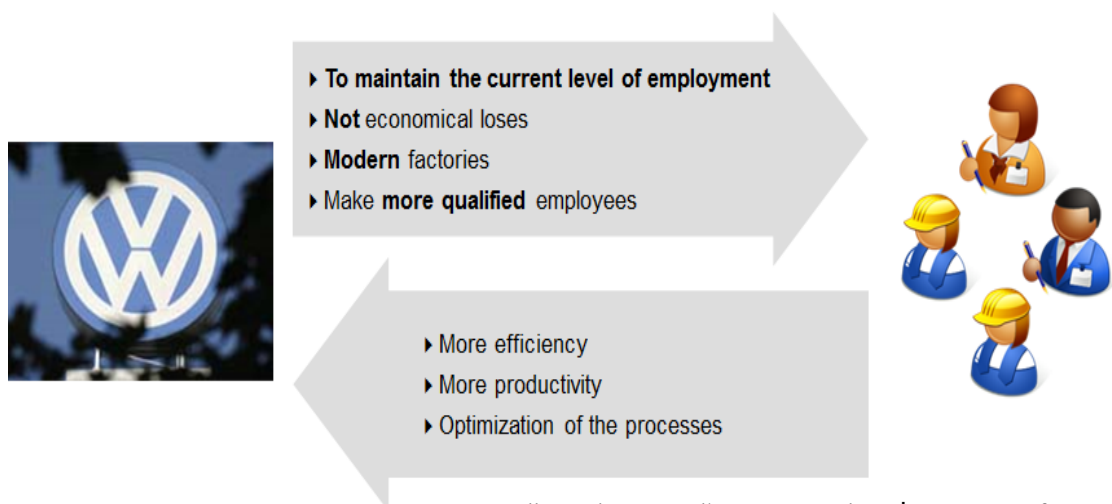 To maintain the current level of employment
Not economical loses
Modern factories
Make more qualified employees
More efficiency
More productivity
Optimization of the processes